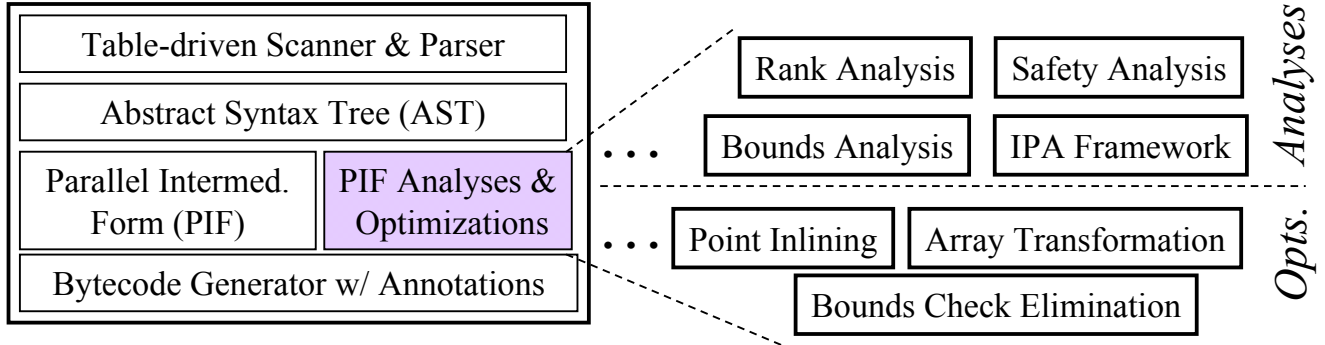 Table-driven Scanner & Parser
Abstract Syntax Tree (AST)
Parallel Intermed.
Form (PIF)
PIF Analyses &
Optimizations
Bytecode Generator w/ Annotations
Rank Analysis
Safety Analysis
...
Bounds Analysis
IPA Framework
Analyses
...
Point Inlining
Array Transformation
Bounds Check Elimination
Opts.